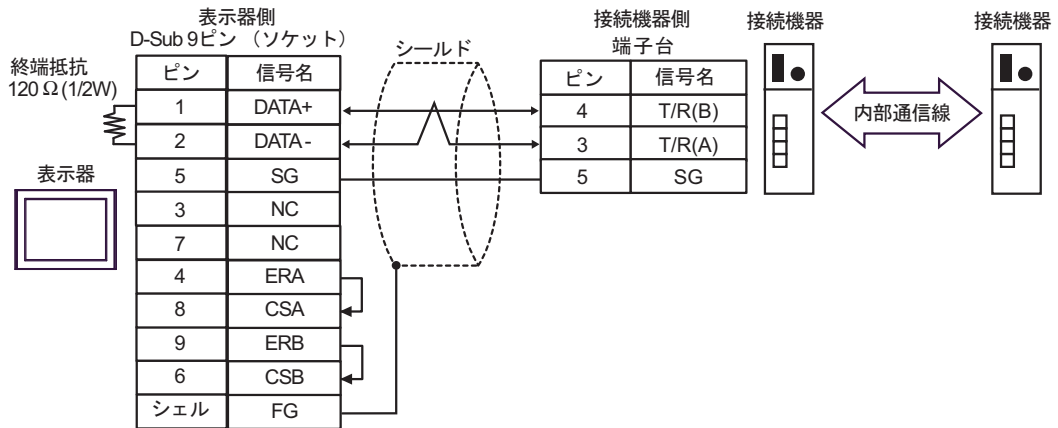 表示器側
D-Sub 9ピン （ソケット）
終端抵抗
120 Ω (1/2W)
表示器
ピン 信号名
1 DATA+
2 DATA-
5 SG
3 NC
7 NC
4 ERA
8 CSA
9 ERB
6 CSB
シェル FG
シールド
接続機器側
端子台
ピン 信号名
4 T/R(B)
3 T/R(A)
5 SG
接続機器
内部通信線
接続機器